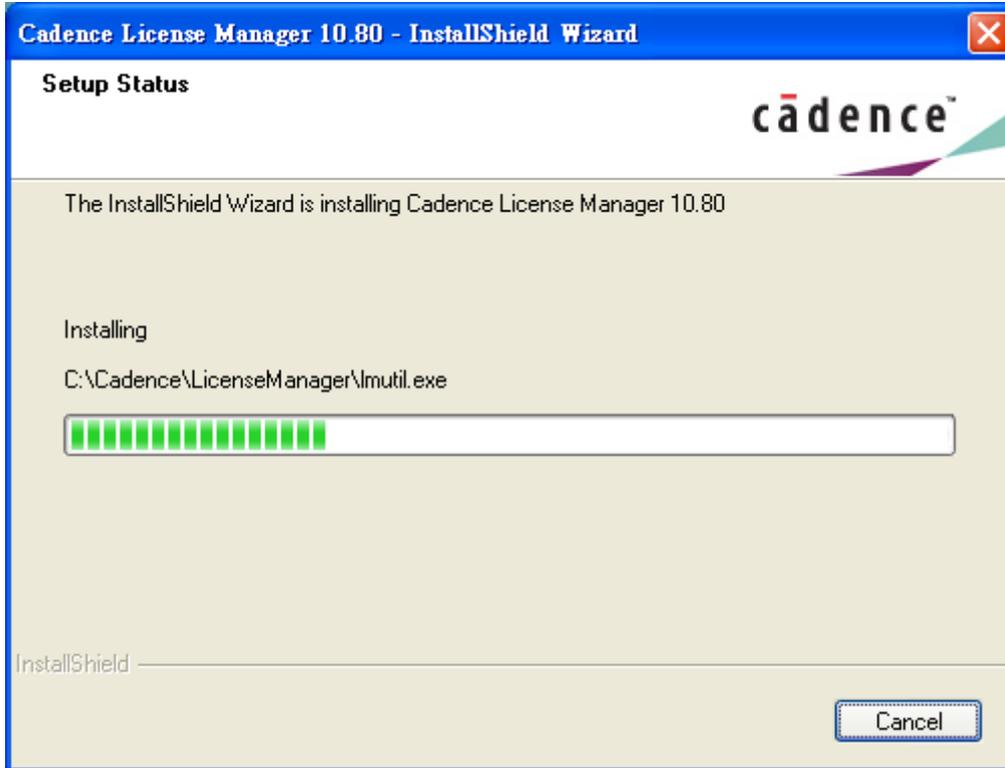 Cadence License Manager 10.80 - InstallShield Wizard
Setup Status
cādence™
The InstallShield Wizard is installing Cadence License Manager 10.80
Installing
C:\Cadence\LicenseManager\lmutil.exe
InstallShield
Cancel